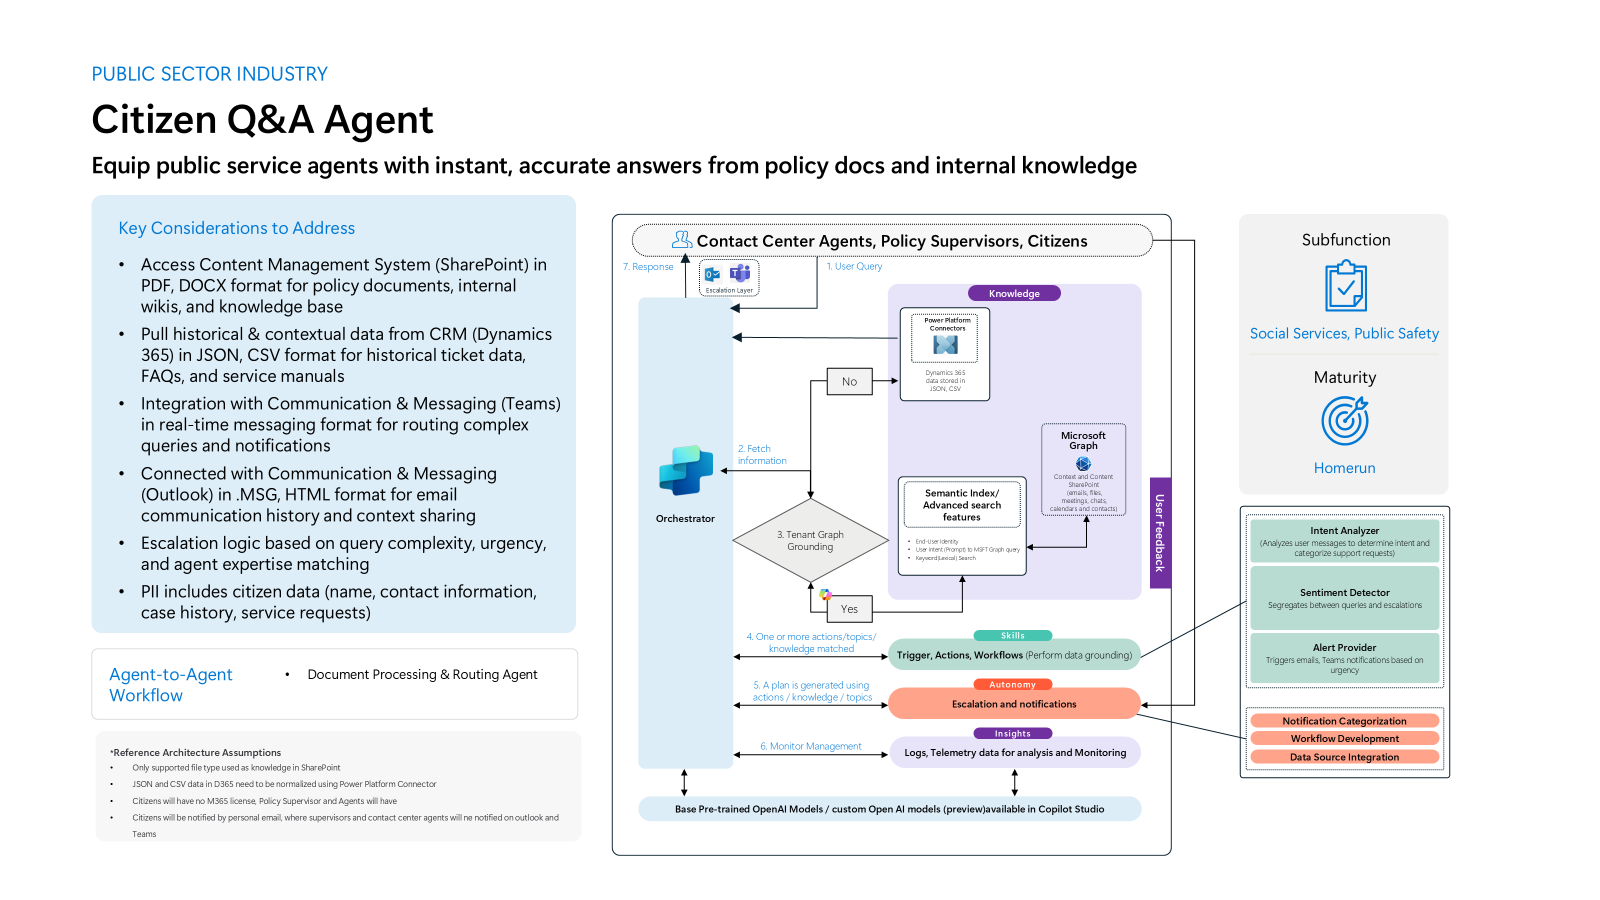 PUBLIC SECTOR INDUSTRY
Citizen Q&A Agent
Equip public service agents with instant, accurate answers from policy docs and internal knowledge
Key Considerations to Address
• Access Content Management System (SharePoint) in
PDF, DOCX format for policy documents, internal
wikis, and knowledge base
• Pull historical & contextual data from CRM (Dynamics
365) in JSON, CSV format for historical ticket data,
FAQs, and service manuals
• Integration with Communication & Messaging (Teams)
in real-time messaging format for routing complex
queries and notifications
• Connected with Communication & Messaging
(Outlook) in .MSG, HTML format for email
communication history and context sharing
• Escalation logic based on query complexity, urgency,
and agent expertise matching
• PII includes citizen data (name, contact information,
case history, service requests)
Agent-to-Agent
Workflow
• Document Processing & Routing Agent
*Reference Architecture Assumptions
• Only supported file type used as knowledge in SharePoint
• JSON and CSV data in D365 need to be normalized using Power Platform Connector
• Citizens will have no M365 license, Policy Supervisor and Agents will have
• Citizens will be notified by personal email, where supervisors and contact center agents will ne notified on outlook and
Teams
Contact Center Agents, Policy Supervisors, Citizens
7. Response
Escalation Layer
1. User Query
Knowledge
Power Platform
Connectors
Dynamics 365
data stored in
JSON, CSV
No
Microsoft
Graph
Context and Content
SharePoint
(emails, files,
meetings, chats,
calendars and contacts)
2. Fetch
information
Orchestrator
Semantic Index/
Advanced search
features
• End-User identity
• User Intent (Prompt) to MSFT Graph query
• Keyword(Lexical) Search
3. Tenant Graph
Grounding
Yes
User Feedback
4. One or more actions/topics/
knowledge matched
Skills
Trigger, Actions, Workflows (Perform data grounding)
5. A plan is generated using
actions / knowledge / topics
Autonomy
Escalation and notifications
6. Monitor Management
Insights
Logs, Telemetry data for analysis and Monitoring
Base Pre-trained OpenAI Models / custom Open AI models (preview)available in Copilot Studio
Subfunction
Social Services, Public Safety
Maturity
Homerun
Intent Analyzer
(Analyzes user messages to determine intent and
categorize support requests)
Sentiment Detector
Segregates between queries and escalations
Alert Provider
Triggers emails, Teams notifications based on
urgency
Notification Categorization
Workflow Development
Data Source Integration